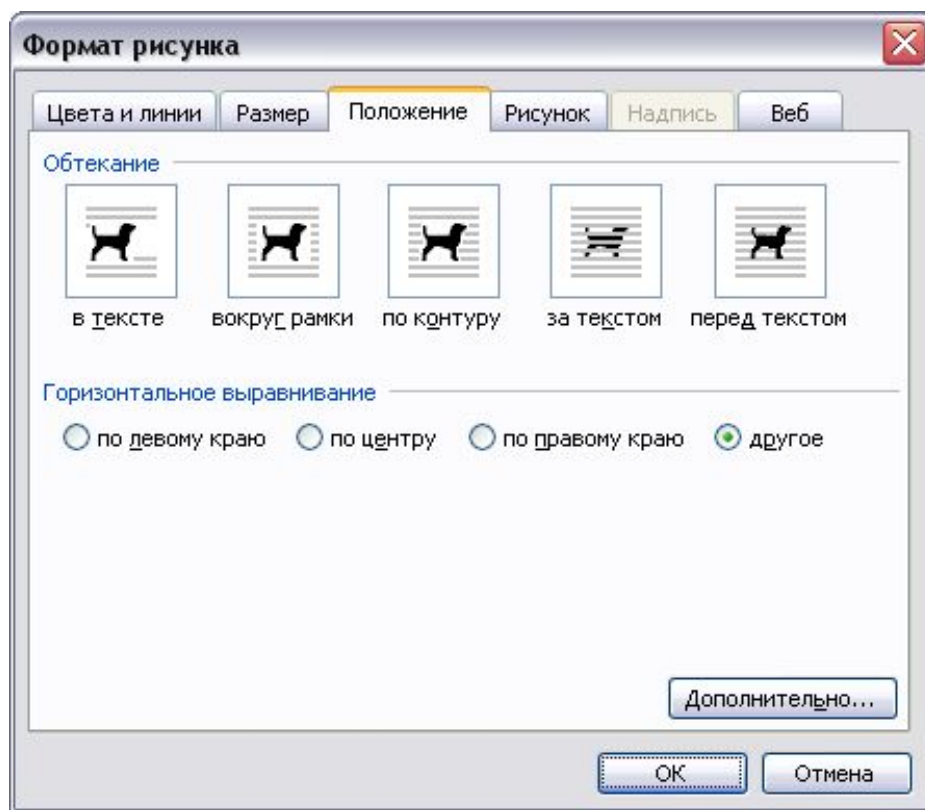 Формат рисунка
Цвета и линии Размер Положение Рисунок Надпись Веб
Обтекание
в тексте вокруг рамки по контуру за текстом перед текстом
Горизонтальное выравнивание
по левому краю по центру по правому краю другое
Дополнительно...
ОК Отмена